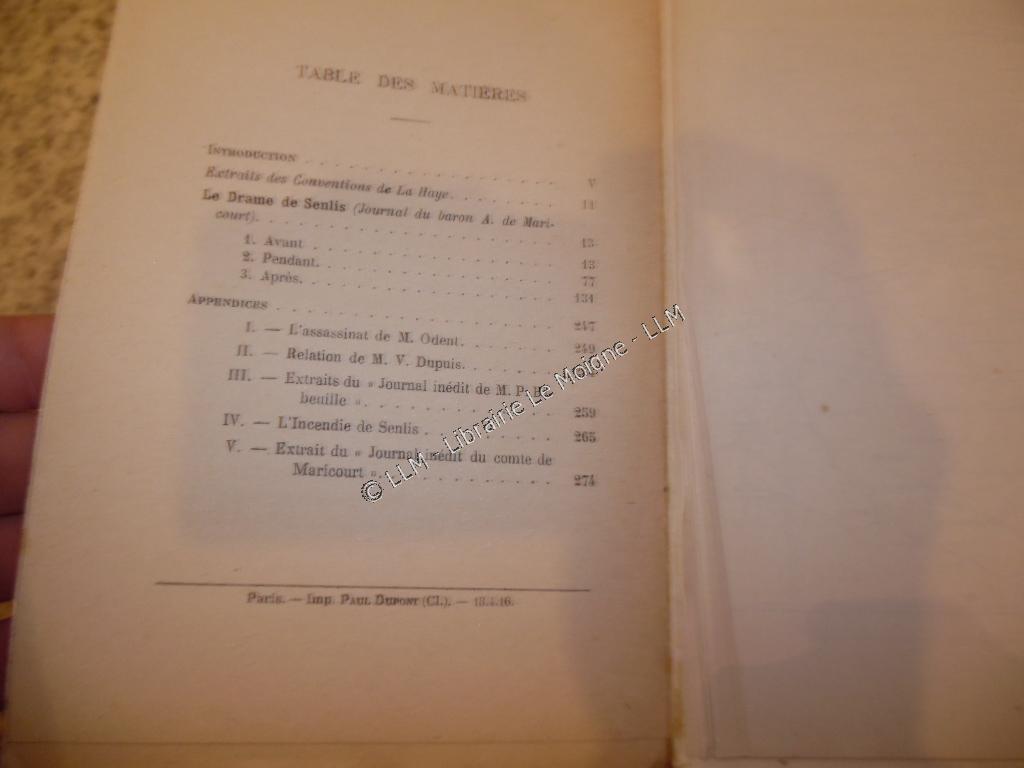 TABLE DES MATIÈRES
INTRODUCTION . . . . . . . . . . . . . . . V
Extraits des Conventions de La Haye. . . . . . . . 11
Le Drame de Senlis (Journal du baron A. de Mari-
court). . . . . . . . . . . . . . . . 13
1. Avant . . . . . . . . . . . . . . 13
2. Pendant. . . . . . . . . . . . . . 77
3. Après. . . . . . . . . . . . . . . 131
APPENDICES . . . . . . . . . . . . . . . 247
I. — L'assassinat de M. Odent. . . . . . 249
II. — Relation de M. V. Dupuis. . . . . .
III. — Extraits du « Journal inédit de M. P.
beuille ». . . . . . . . . . . 259
IV. — L'Incendie de Senlis . . . . . . . . 265
V. — Extrait du « Journal inédit du comte de
Maricourt ». . . . . . . . . . 274
© LLM - Librairie Le Moigne - LLM
Paris. — Imp. PAUL DUPONT (Cl.). —